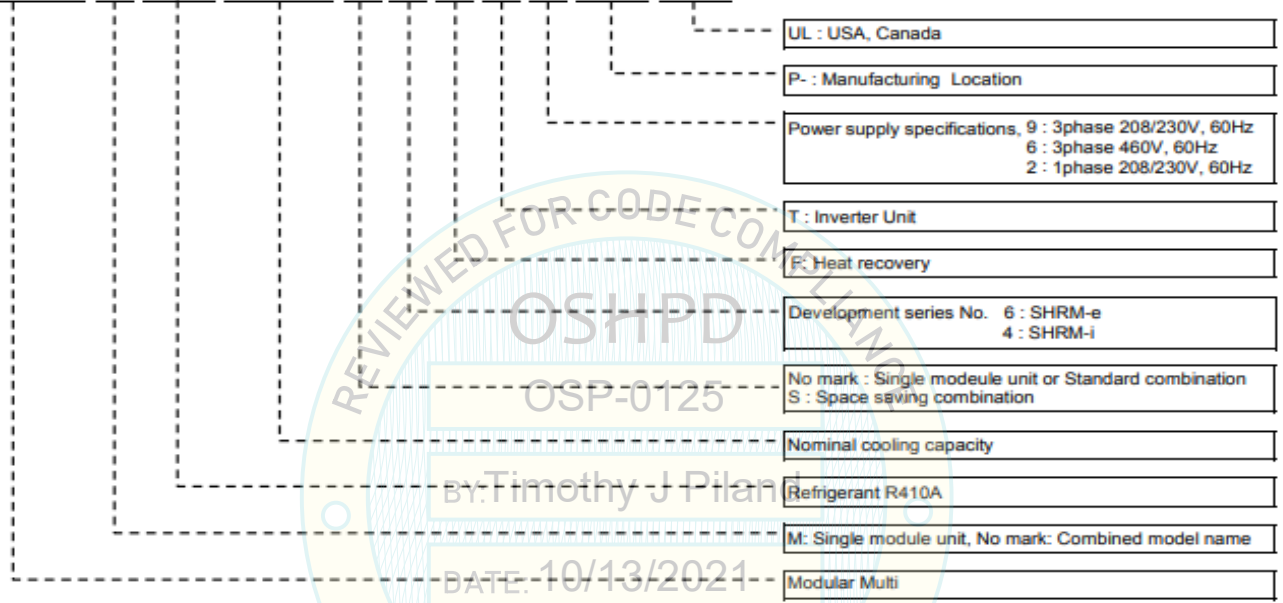 UL : USA, Canada
P- : Manufacturing Location
Power supply specifications, 9 : 3phase 208/230V, 60Hz
6 : 3phase 460V, 60Hz
2 : 1phase 208/230V, 60Hz
T : Inverter Unit
F: Heat recovery
Development series No. 6 : SHRM-e
4 : SHRM-i
No mark : Single modeule unit or Standard combination
S : Space saving combination
Nominal cooling capacity
Refrigerant R410A
M: Single module unit, No mark: Combined model name
Modular Multi
REVIEWED FOR CODE COMPLIANCE
OSHPD
OSP-0125
BY:Timothy J Piland
DATE: 10/13/2021